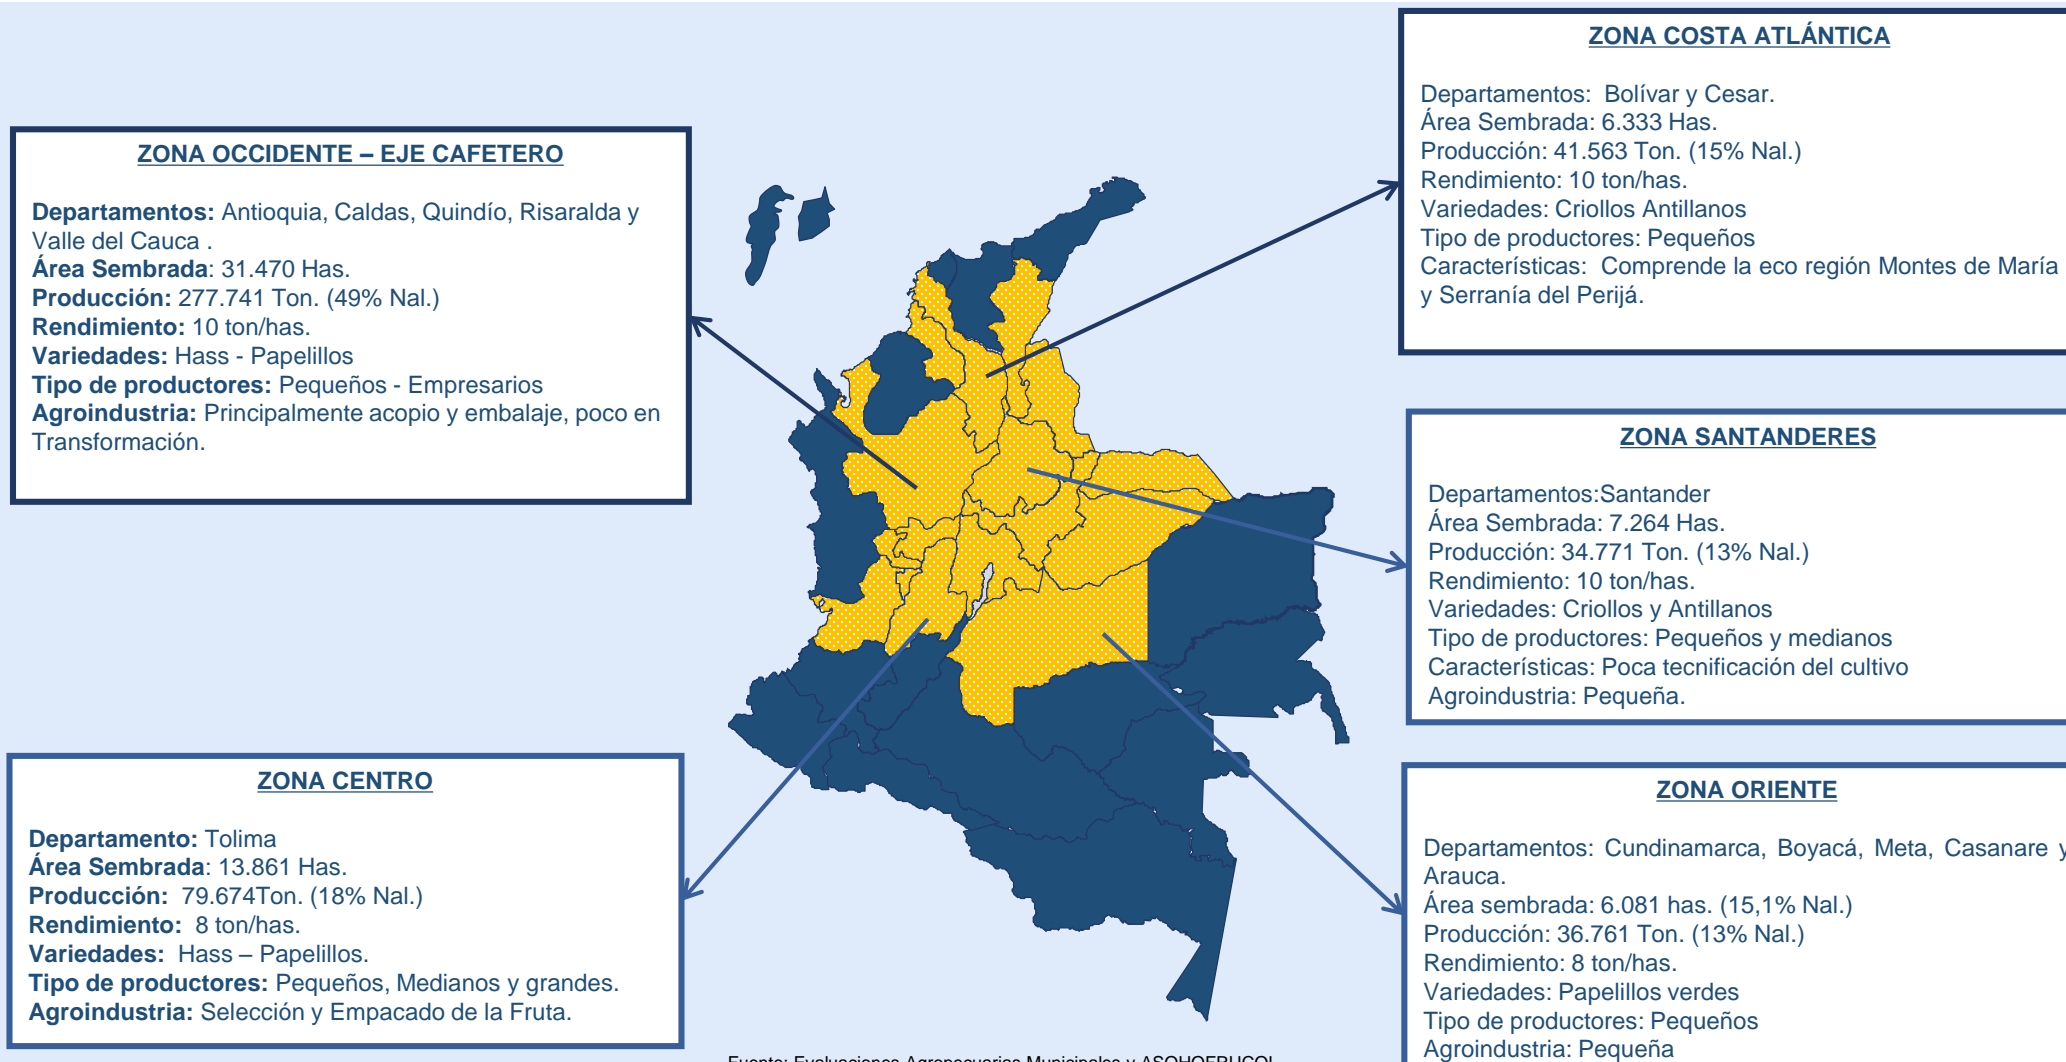 ZONA OCCIDENTE – EJE CAFETERO
Departamentos: Antioquia, Caldas, Quindío, Risaralda y
Valle del Cauca .
Área Sembrada: 31.470 Has.
Producción: 277.741 Ton. (49% Nal.)
Rendimiento: 10 ton/has.
Variedades: Hass - Papelillos
Tipo de productores: Pequeños - Empresarios
Agroindustria: Principalmente acopio y embalaje, poco en
Transformación.
ZONA CENTRO
Departamento: Tolima
Área Sembrada: 13.861 Has.
Producción: 79.674Ton. (18% Nal.)
Rendimiento: 8 ton/has.
Variedades: Hass – Papelillos.
Tipo de productores: Pequeños, Medianos y grandes.
Agroindustria: Selección y Empacado de la Fruta.
ZONA COSTA ATLÁNTICA
Departamentos: Bolívar y Cesar.
Área Sembrada: 6.333 Has.
Producción: 41.563 Ton. (15% Nal.)
Rendimiento: 10 ton/has.
Variedades: Criollos Antillanos
Tipo de productores: Pequeños
Características: Comprende la eco región Montes de María
y Serranía del Perijá.
ZONA SANTANDERES
Departamentos:Santander
Área Sembrada: 7.264 Has.
Producción: 34.771 Ton. (13% Nal.)
Rendimiento: 10 ton/has.
Variedades: Criollos y Antillanos
Tipo de productores: Pequeños y medianos
Características: Poca tecnificación del cultivo
Agroindustria: Pequeña.
ZONA ORIENTE
Departamentos: Cundinamarca, Boyacá, Meta, Casanare y
Arauca.
Área sembrada: 6.081 has. (15,1% Nal.)
Producción: 36.761 Ton. (13% Nal.)
Rendimiento: 8 ton/has.
Variedades: Papelillos verdes
Tipo de productores: Pequeños
Agroindustria: Pequeña
Fuente: Evaluaciones Agropecuarias Municipales y ASOHOFRUCOL